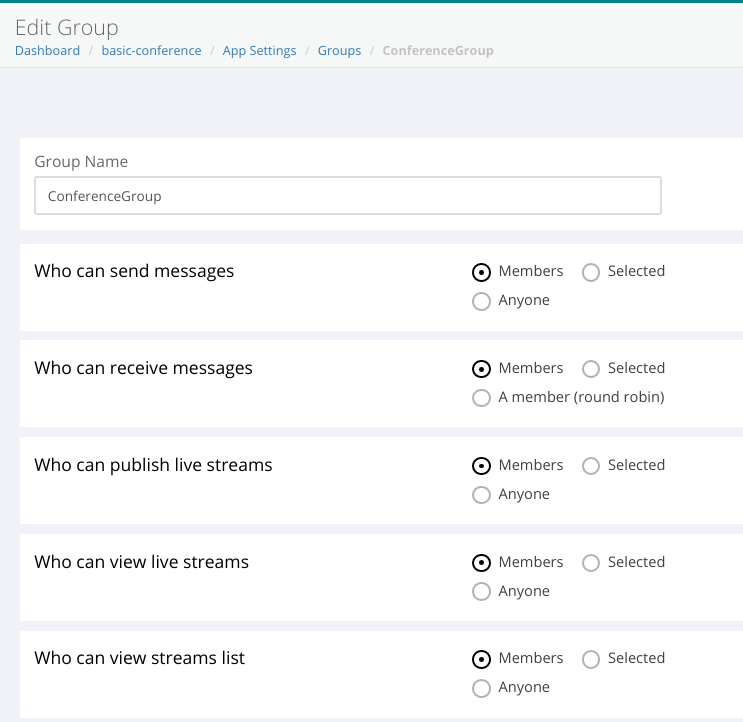 Edit Group
Dashboard / basic-conference / App Settings / Groups / ConferenceGroup
Group Name
ConferenceGroup
Who can send messages Members Selected
Anyone
Who can receive messages Members Selected
A member (round robin)
Who can publish live streams Members Selected
Anyone
Who can view live streams Members Selected
Anyone
Who can view streams list Members Selected
Anyone